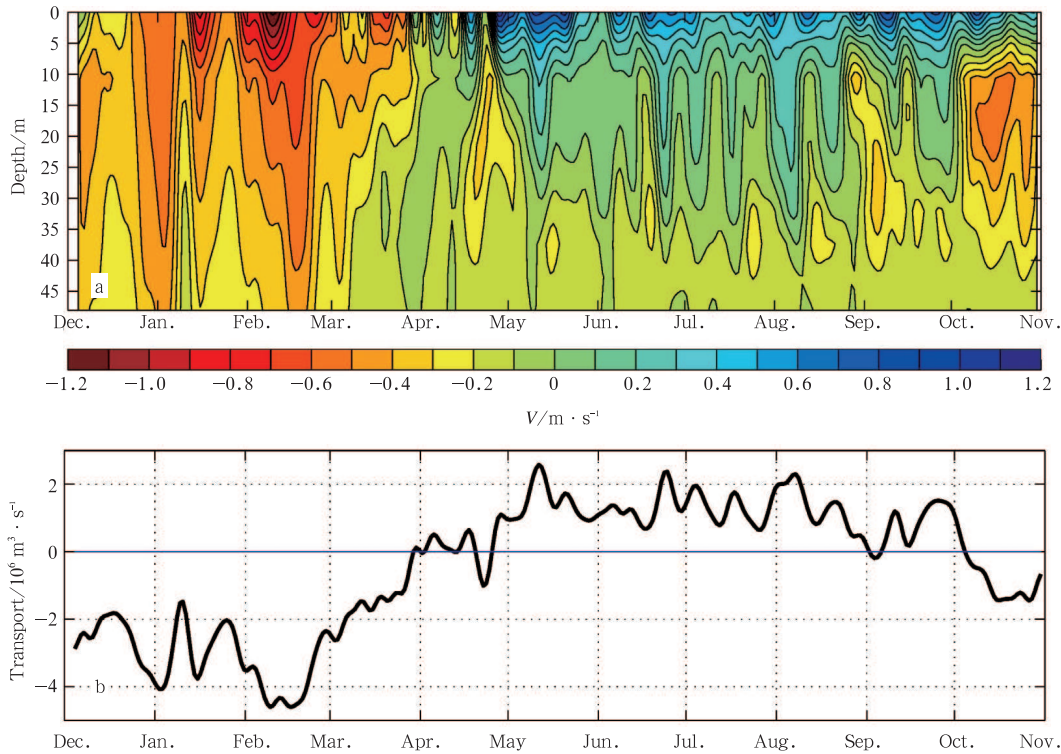 0
5
10
15
20
25
30
35
40
45
Depth/m
a
Dec. Jan. Feb. Mar. Apr. May Jun. Jul. Aug. Sep. Oct. Nov.
−1.2 −1.0 −0.8 −0.6 −0.4 −0.2 0 0.2 0.4 0.6 0.8 1.0 1.2
V/m · s⁻¹
2
0
−2
−4
Transport/10⁶ m³ · s⁻¹
b
Dec. Jan. Feb. Mar. Apr. May Jun. Jul. Aug. Sep. Oct. Nov.